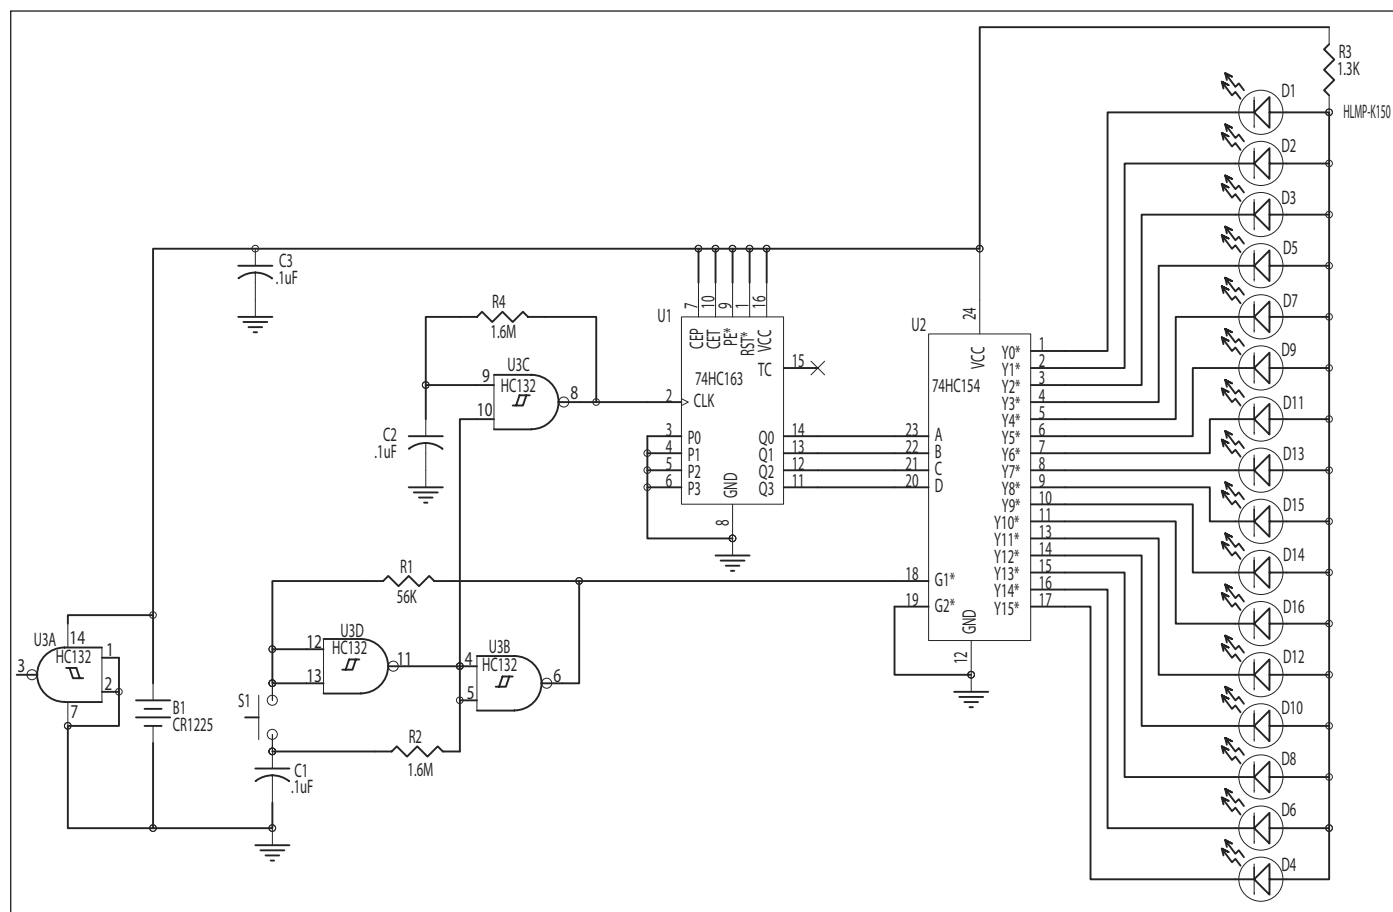 R3
1.3K
HLMP-K150
D1
D2
D3
D5
D7
D9
D11
D13
D15
D14
D16
D12
D10
D8
D6
D4
C3
.1uF
R4
1.6M
U3C
HC132
9
10
8
C2
.1uF
U1
74HC163
7
10
9
1
16
CEP
CET
PE*
RST*
VCC
TC
15
2
CLK
3
4
5
6
P0
P1
P2
P3
GND
8
Q0
Q1
Q2
Q3
14
13
12
11
U2
74HC154
24
VCC
23
22
21
20
A
B
C
D
18
19
G1*
G2*
GND
12
Y0*
Y1*
Y2*
Y3*
Y4*
Y5*
Y6*
Y7*
Y8*
Y9*
Y10*
Y11*
Y12*
Y13*
Y14*
Y15*
1
2
3
4
5
6
7
8
9
10
11
13
14
15
16
17
R1
56K
U3D
HC132
12
13
11
U3B
HC132
4
5
6
U3A
HC132
14
1
2
3
7
B1
CR1225
S1
R2
1.6M
C1
.1uF